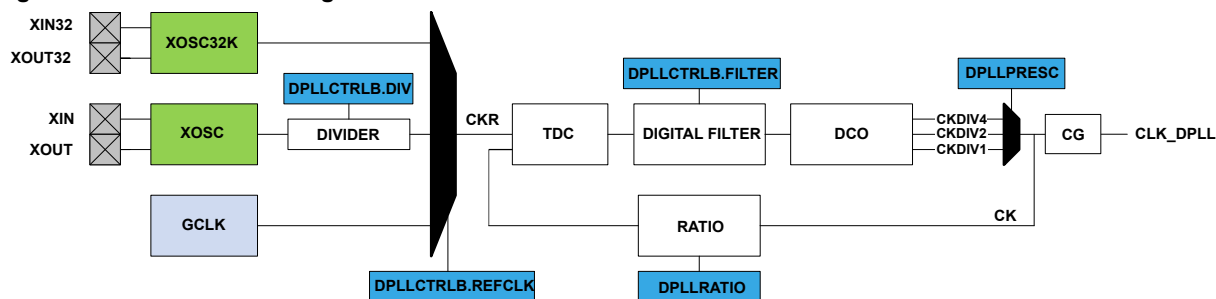 XIN32
XOUT32
XOSC32K
DPLLCTRLB.DIV
DPLLCTRLB.FILTER
DPLLPRESC
XIN
XOUT
XOSC
DIVIDER
CKR
TDC
DIGITAL FILTER
DCO
CKDIV4
CKDIV2
CKDIV1
CG
CLK_DPLL
GCLK
RATIO
CK
DPLLCTRLB.REFCLK
DPLLRATIO